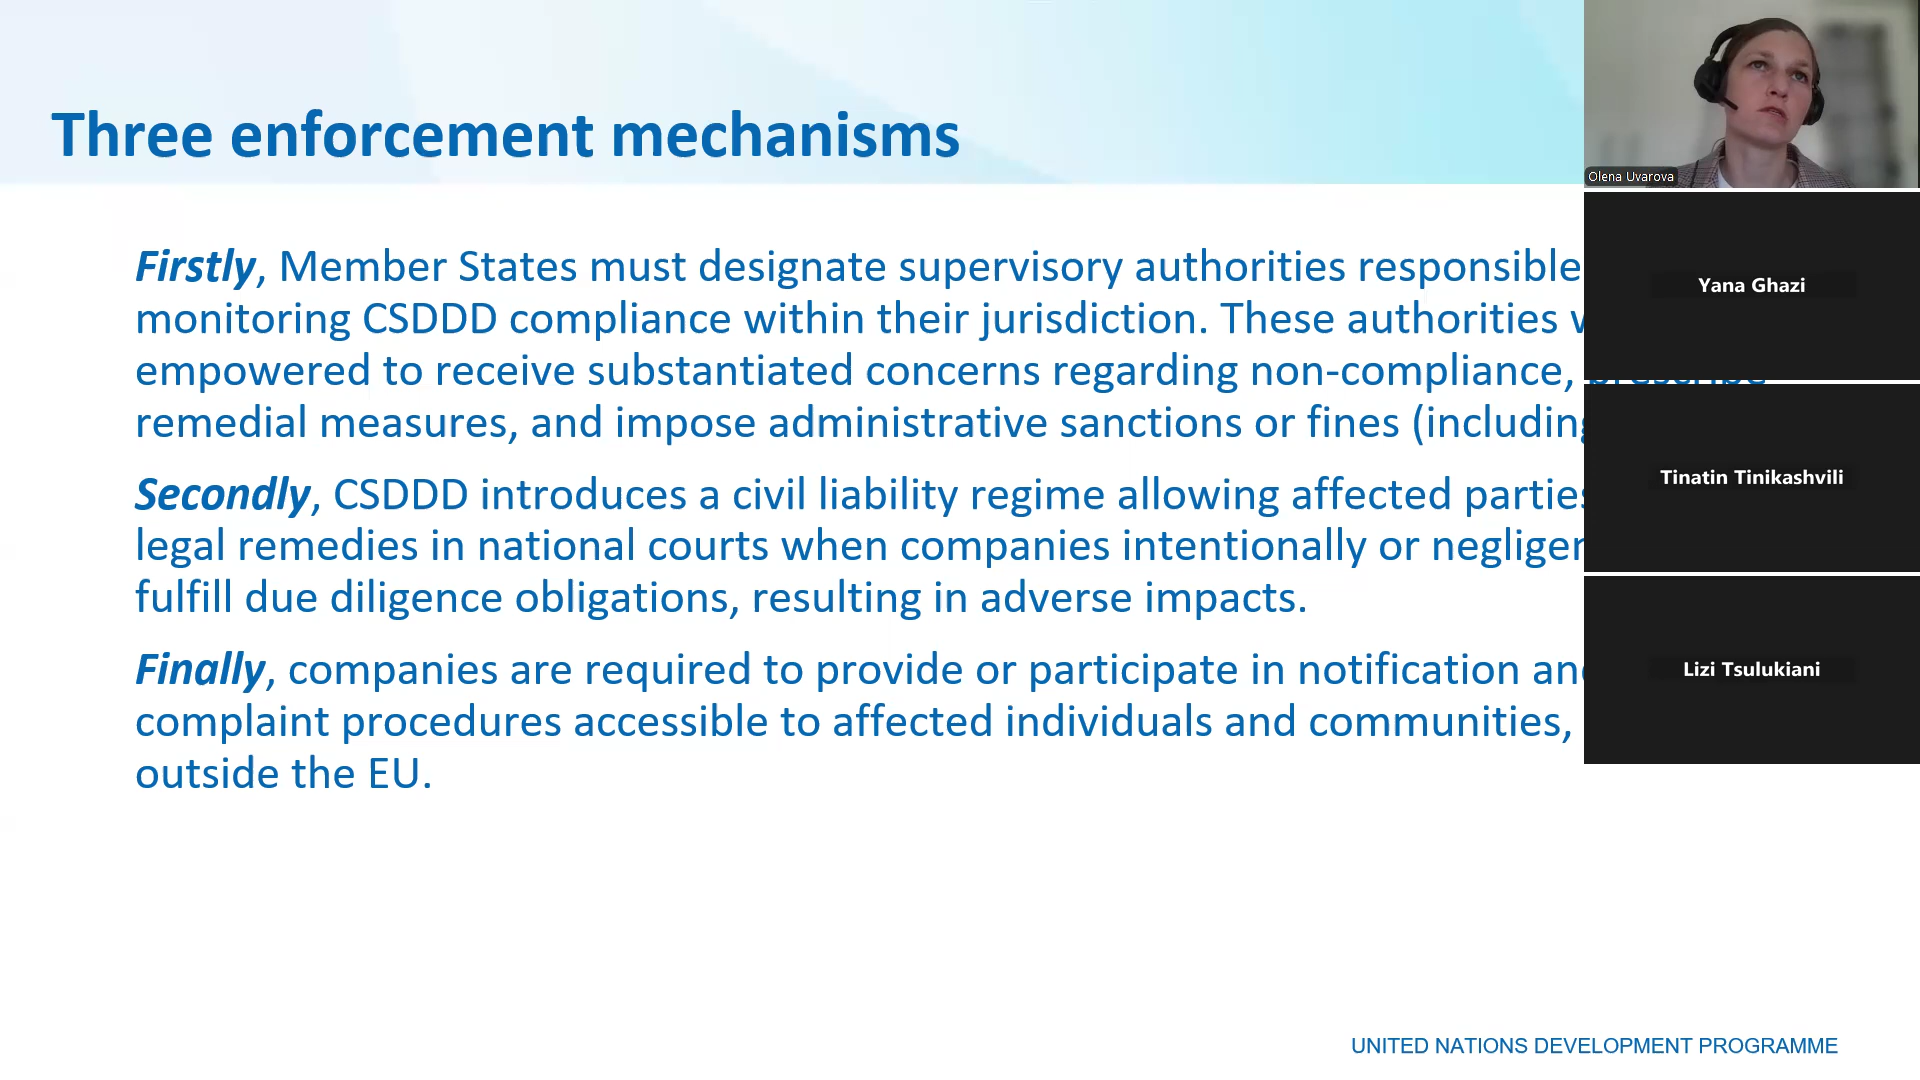 Three enforcement mechanisms
Firstly, Member States must designate supervisory authorities responsible
monitoring CSDDD compliance within their jurisdiction. These authorities
empowered to receive substantiated concerns regarding non-compliance,
remedial measures, and impose administrative sanctions or fines (including
Secondly, CSDDD introduces a civil liability regime allowing affected parties
legal remedies in national courts when companies intentionally or
fulfill due diligence obligations, resulting in adverse impacts.
Finally, companies are required to provide or participate in notification
complaint procedures accessible to affected individuals and communities,
outside the EU.
UNITED NATIONS DEVELOPMENT PROGRAMME
Olena Uvarova
Yana Ghazi
Tinatin Tinikashvili
Lizi Tsulukiani